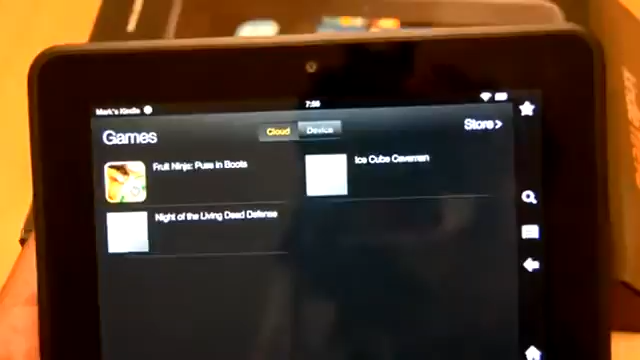 Mark's Kindle
7:55
Games
Cloud
Device
Store >
Fruit Ninja: Puss in Boots
Ice Cube Caveman
Night of the Living Dead Defense